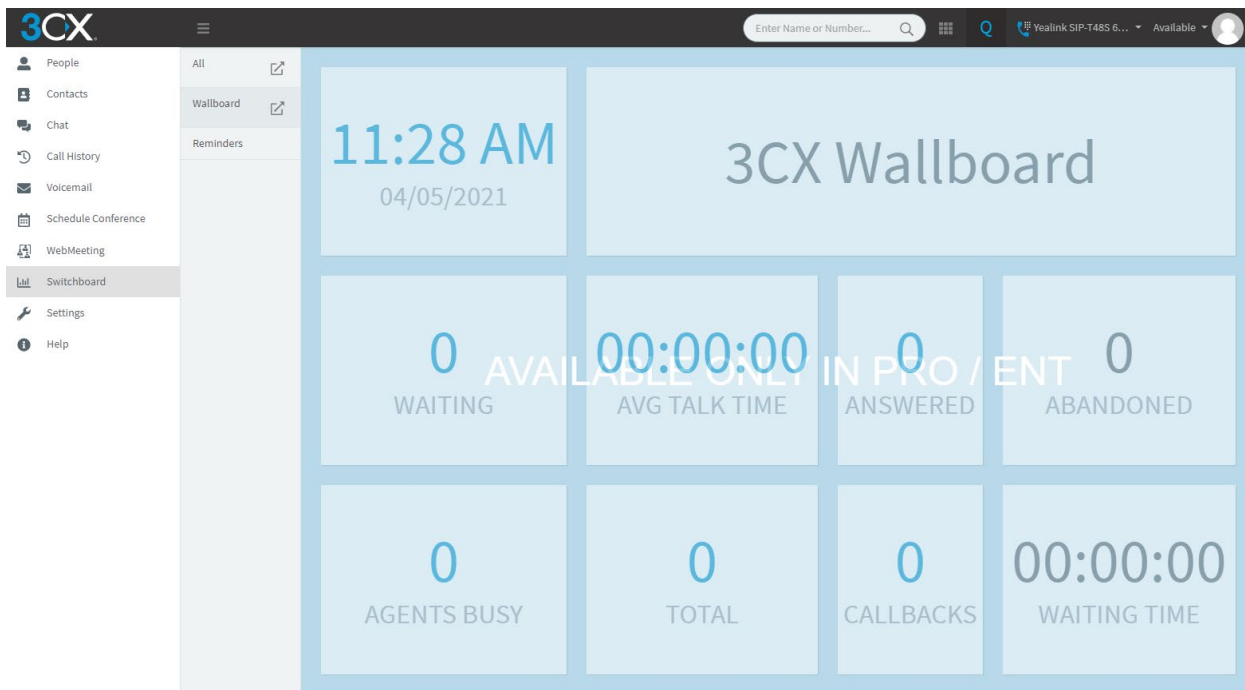 3CX
Enter Name or Number...
Q
Yealink SIP-T48S 6...
Available
People
Contacts
Chat
Call History
Voicemail
Schedule Conference
WebMeeting
Switchboard
Settings
Help
All
Wallboard
Reminders
11:28 AM
04/05/2021
3CX Wallboard
0
WAITING
00:00:00
AVG TALK TIME
0
ANSWERED
0
ABANDONED
AVAILABLE ONLY IN PRO / ENT
0
AGENTS BUSY
0
TOTAL
0
CALLBACKS
00:00:00
WAITING TIME